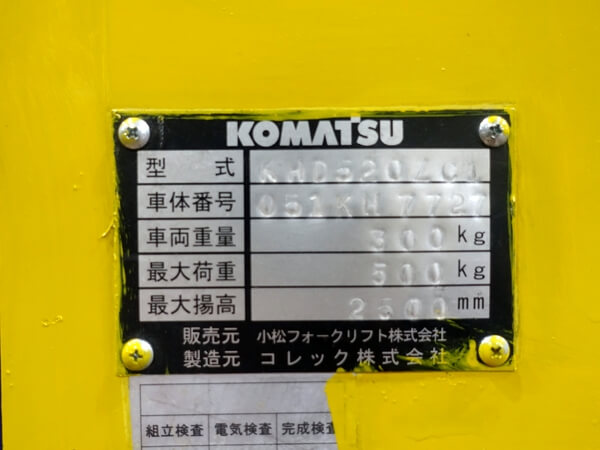 KOMATSU
型 式 KHD520ZC1
車体番号 051KH 7727
車両重量 300 kg
最大荷重 500 kg
最大揚高 2500 mm
販売元 小松フォークリフト株式会社
製造元 コレック株式会社
組立検査 電気検査 完成検査